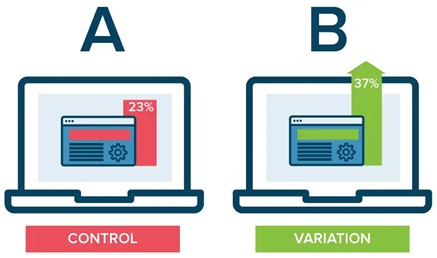 A
B
23%
37%
CONTROL
VARIATION